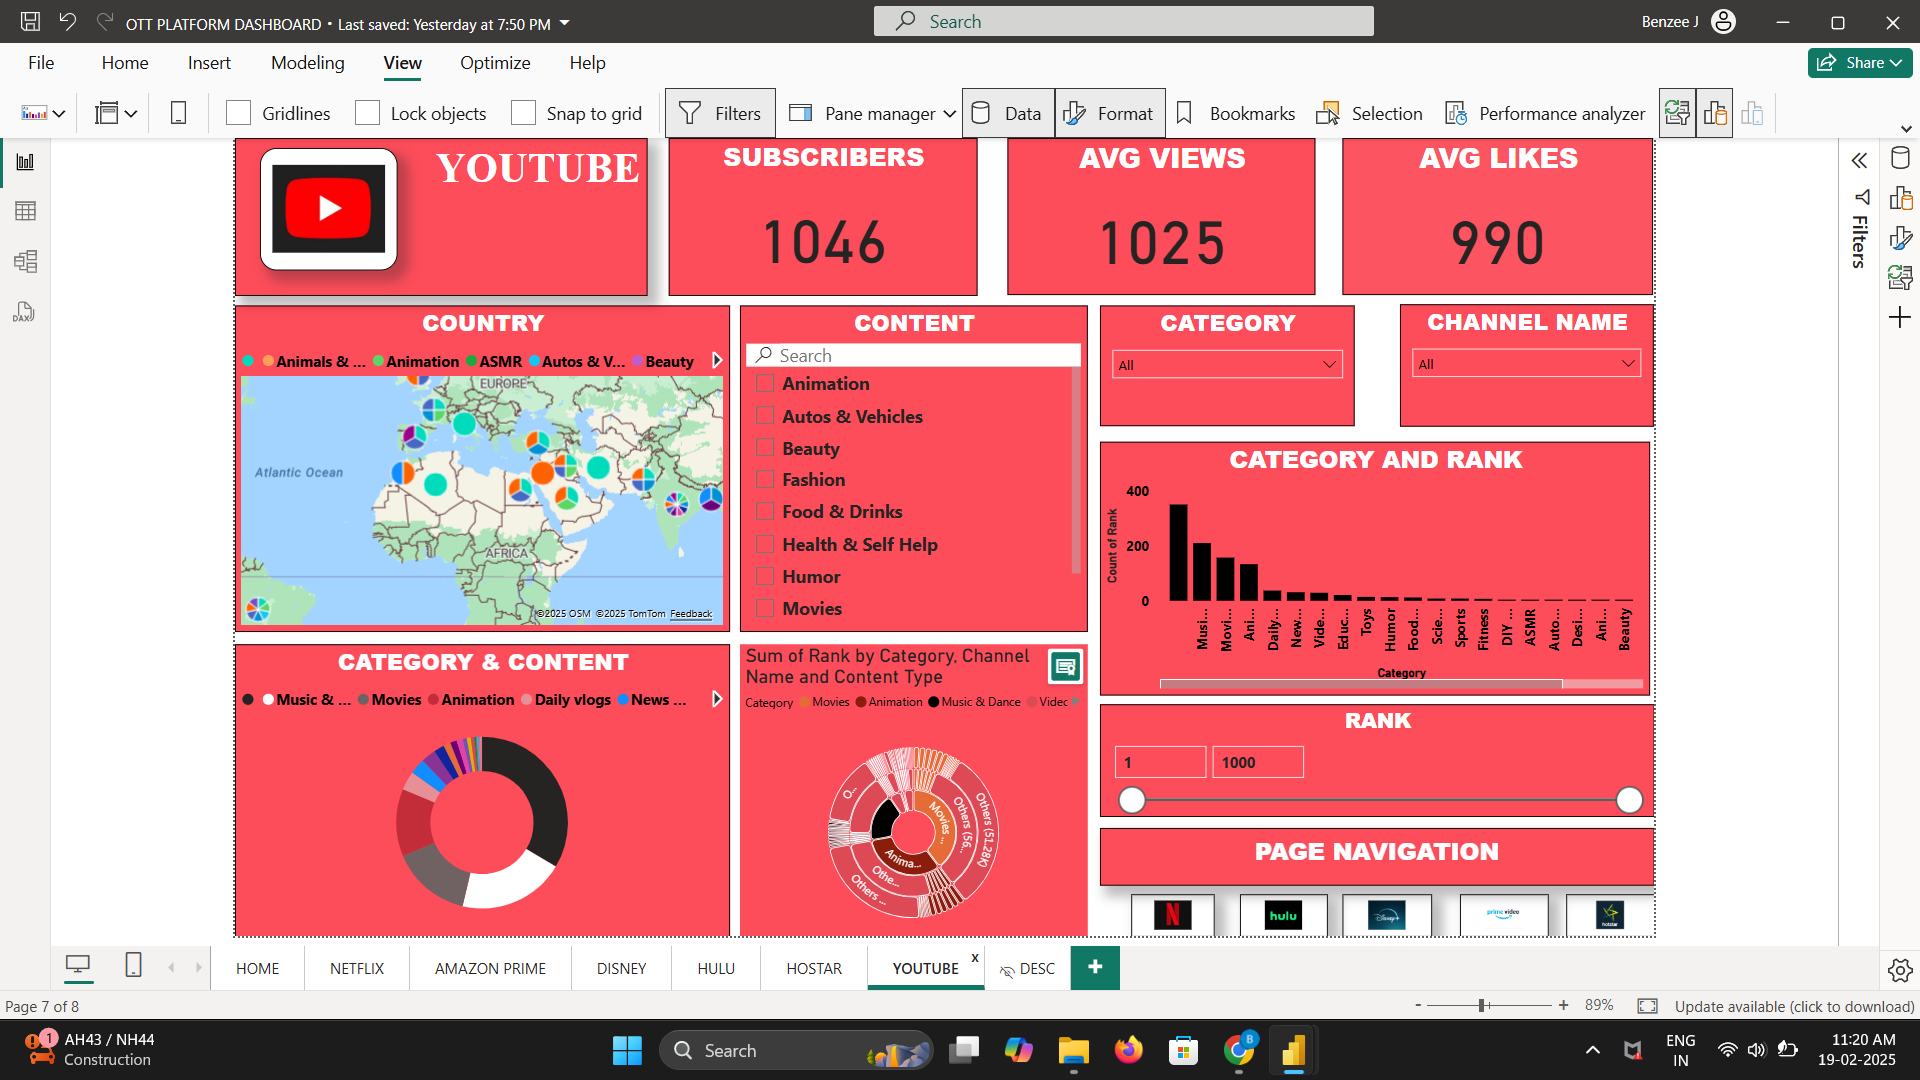 OTT PLATFORM DASHBOARD • Last saved: Yesterday at 7:50 PM
Search
Benzee J
File
Home
Insert
Modeling
View
Optimize
Help
Share
Gridlines
Lock objects
Snap to grid
Filters
Pane manager
Data
Format
Bookmarks
Selection
Performance analyzer
YOUTUBE
SUBSCRIBERS
1046
AVG VIEWS
1025
AVG LIKES
990
Filters
COUNTRY
Animals & ...
Animation
ASMR
Autos & V...
Beauty
EUROPE
Atlantic Ocean
AFRICA
©2025 OSM ©2025 TomTom Feedback
CONTENT
Search
Animation
Autos & Vehicles
Beauty
Fashion
Food & Drinks
Health & Self Help
Humor
Movies
CATEGORY
All
CHANNEL NAME
All
CATEGORY AND RANK
Count of Rank
400
200
0
Musi...
Movi...
Ani...
Daily...
New...
Vide...
Educ...
Toys
Humor
Food...
Scie...
Sports
Fitness
DIY ...
ASMR
Auto...
Desi...
Ani...
Beauty
Category
CATEGORY & CONTENT
Music & ...
Movies
Animation
Daily vlogs
News ...
Sum of Rank by Category, Channel
Name and Content Type
Category
Movies
Animation
Music & Dance
Videc
Movies ...
Others (56...
Others (51.28K)
Anima...
Othe...
Others ...
O...
RANK
1
1000
PAGE NAVIGATION
N
hulu
Disney+
prime video
hotstar
HOME
NETFLIX
AMAZON PRIME
DISNEY
HULU
HOSTAR
YOUTUBE
x
DESC
+
Page 7 of 8
- + 89%
Update available (click to download)
1
AH43 / NH44
Construction
Search
B
ENG
IN
11:20 AM
19-02-2025
DAX